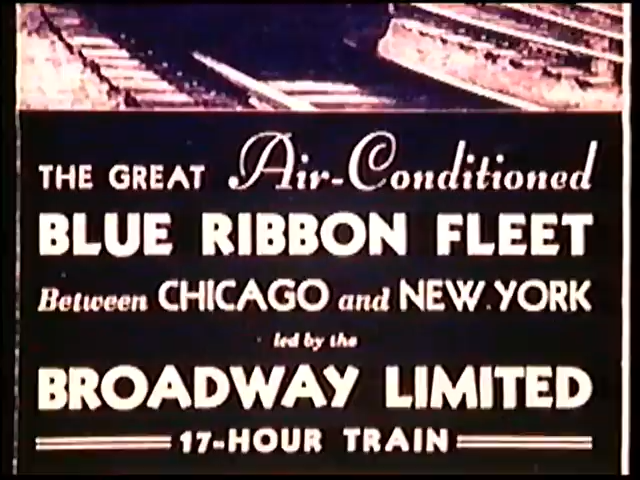 THE GREAT Air-Conditioned
BLUE RIBBON FLEET
Between CHICAGO and NEW YORK
led by the
BROADWAY LIMITED
17-HOUR TRAIN